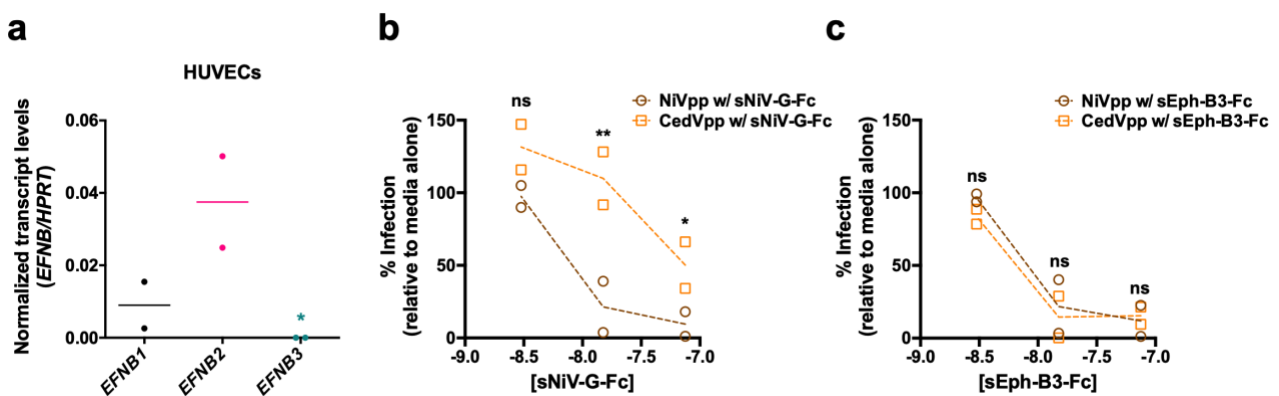 a
HUVECs
Normalized transcript levels
(EFNB/HPRT)
0.06
0.04
0.02
0.00
*
EFNB1
EFNB2
EFNB3
b
NiVpp w/ sNiV-G-Fc
CedVpp w/ sNiV-G-Fc
% Infection
(relative to media alone)
150
100
50
0
ns
**
*
-9.0
-8.5
-8.0
-7.5
-7.0
[sNiV-G-Fc]
c
NiVpp w/ sEph-B3-Fc
CedVpp w/ sEph-B3-Fc
% Infection
(relative to media alone)
150
100
50
0
ns
ns
ns
-9.0
-8.5
-8.0
-7.5
-7.0
[sEph-B3-Fc]